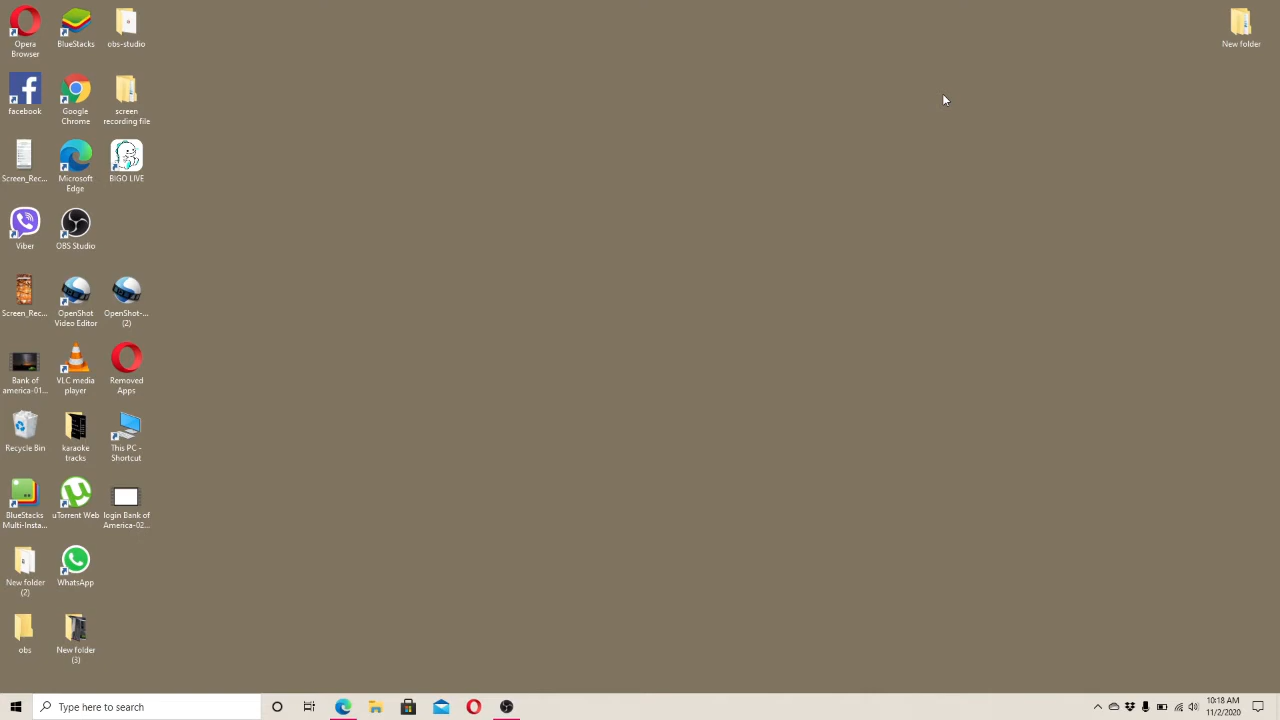 Opera
Browser
BlueStacks
obs-studio
New folder
facebook
Google
Chrome
screen
recording file
Screen_Rec...
Microsoft
Edge
BIGO LIVE
Viber
OBS Studio
Screen_Rec...
OpenShot
Video Editor
OpenShot-...
(2)
Bank of
america-01...
VLC media
player
Removed
Apps
Recycle Bin
karaoke
tracks
This PC -
Shortcut
BlueStacks
Multi-Insta...
uTorrent Web
login Bank of
America-02...
New folder
(2)
WhatsApp
obs
New folder
(3)
Type here to search
10:18 AM
11/2/2020